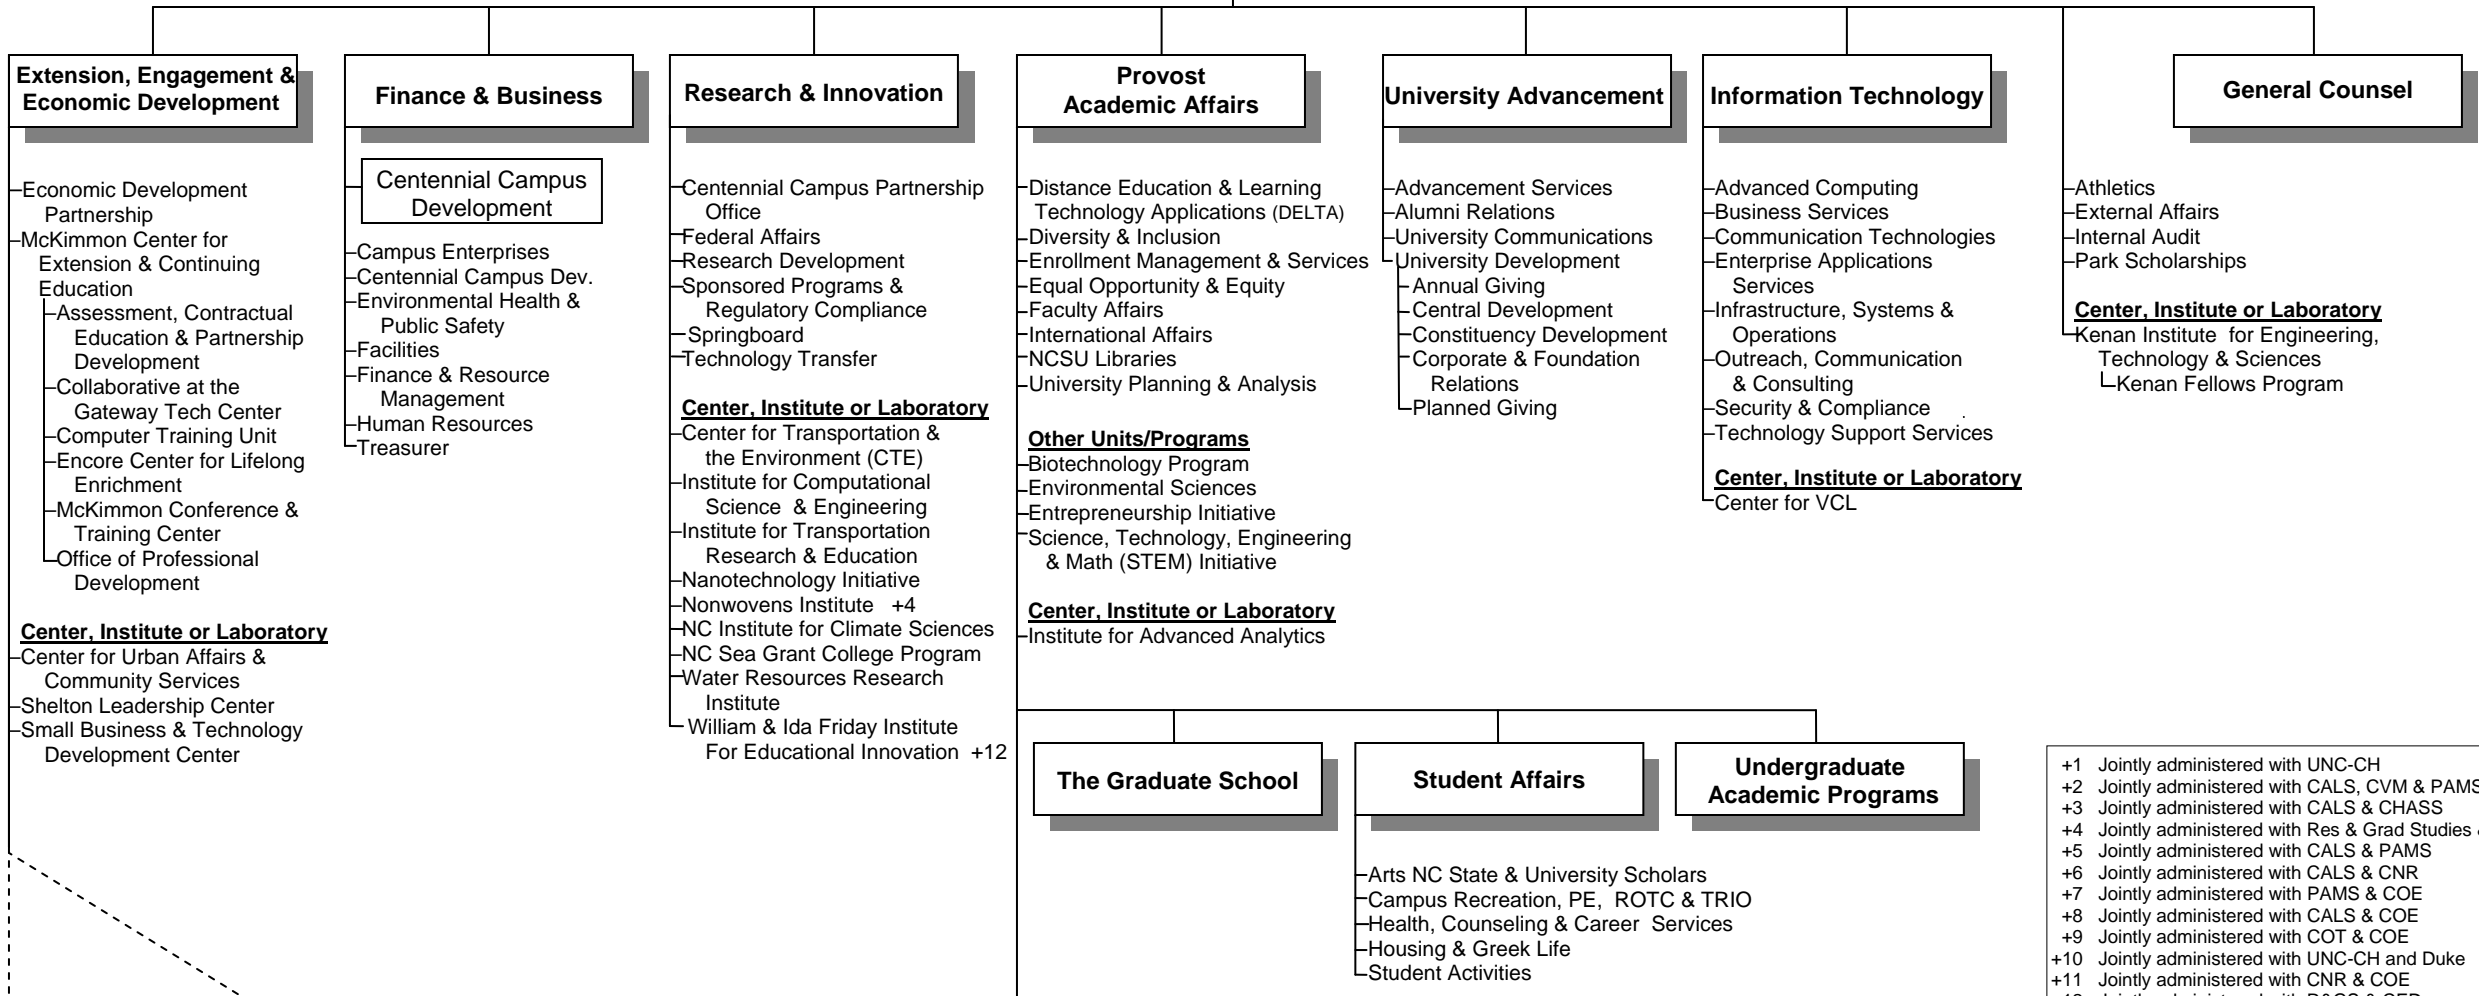 Extension, Engagement &
Economic Development
Economic Development
Partnership
McKimmon Center for
Extension & Continuing
Education
Assessment, Contractual
Education & Partnership
Development
Collaborative at the
Gateway Tech Center
Computer Training Unit
Encore Center for Lifelong
Enrichment
McKimmon Conference &
Training Center
Office of Professional
Development
Center, Institute or Laboratory
Center for Urban Affairs &
Community Services
Shelton Leadership Center
Small Business & Technology
Development Center
Finance & Business
Centennial Campus
Development
Campus Enterprises
Centennial Campus Dev.
Environmental Health &
Public Safety
Facilities
Finance & Resource
Management
Human Resources
Treasurer
Research & Innovation
Centennial Campus Partnership
Office
Federal Affairs
Research Development
Sponsored Programs &
Regulatory Compliance
Springboard
Technology Transfer
Center, Institute or Laboratory
Center for Transportation &
the Environment (CTE)
Institute for Computational
Science & Engineering
Institute for Transportation
Research & Education
Nanotechnology Initiative
Nonwovens Institute +4
NC Institute for Climate Sciences
NC Sea Grant College Program
Water Resources Research
Institute
William & Ida Friday Institute
For Educational Innovation +12
Provost
Academic Affairs
Distance Education & Learning
Technology Applications (DELTA)
Diversity & Inclusion
Enrollment Management & Services
Equal Opportunity & Equity
Faculty Affairs
International Affairs
NCSU Libraries
University Planning & Analysis
Other Units/Programs
Biotechnology Program
Environmental Sciences
Entrepreneurship Initiative
Science, Technology, Engineering
& Math (STEM) Initiative
Center, Institute or Laboratory
Institute for Advanced Analytics
University Advancement
Advancement Services
Alumni Relations
University Communications
University Development
Annual Giving
Central Development
Constituency Development
Corporate & Foundation
Relations
Planned Giving
Information Technology
Advanced Computing
Business Services
Communication Technologies
Enterprise Applications
Services
Infrastructure, Systems &
Operations
Outreach, Communication
& Consulting
Security & Compliance .
Technology Support Services
Center, Institute or Laboratory
Center for VCL
General Counsel
Athletics
External Affairs
Internal Audit
Park Scholarships
Center, Institute or Laboratory
Kenan Institute for Engineering,
Technology & Sciences
Kenan Fellows Program
The Graduate School
Student Affairs
Arts NC State & University Scholars
Campus Recreation, PE, ROTC & TRIO
Health, Counseling & Career Services
Housing & Greek Life
Student Activities
Undergraduate
Academic Programs
+1 Jointly administered with UNC-CH
+2 Jointly administered with CALS, CVM & PAMS
+3 Jointly administered with CALS & CHASS
+4 Jointly administered with Res & Grad Studies
+5 Jointly administered with CALS & PAMS
+6 Jointly administered with CALS & CNR
+7 Jointly administered with PAMS & COE
+8 Jointly administered with CALS & COE
+9 Jointly administered with COT & COE
+10 Jointly administered with UNC-CH and Duke
+11 Jointly administered with CNR & COE